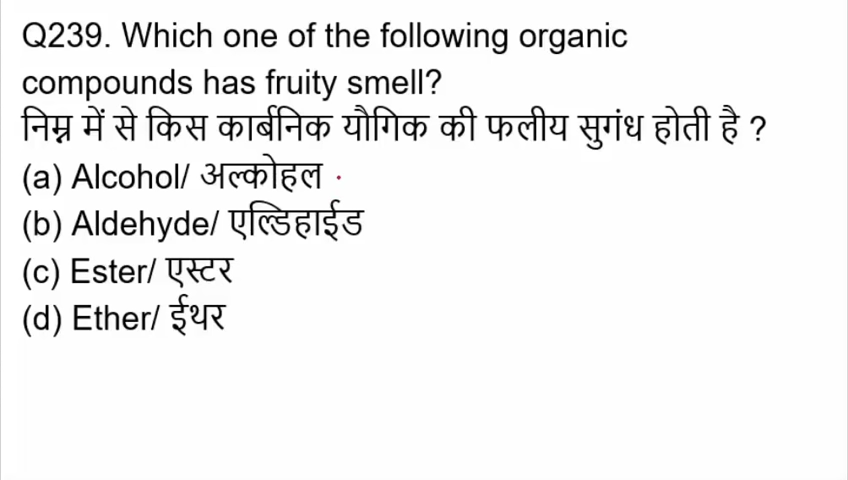 Q239. Which one of the following organic
compounds has fruity smell?
निम्न में से किस कार्बनिक यौगिक की फलीय सुगंध होती है ?
(a) Alcohol/ अल्कोहल
(b) Aldehyde/ एल्डिहाईड
(c) Ester/ एस्टर
(d) Ether/ ईथर